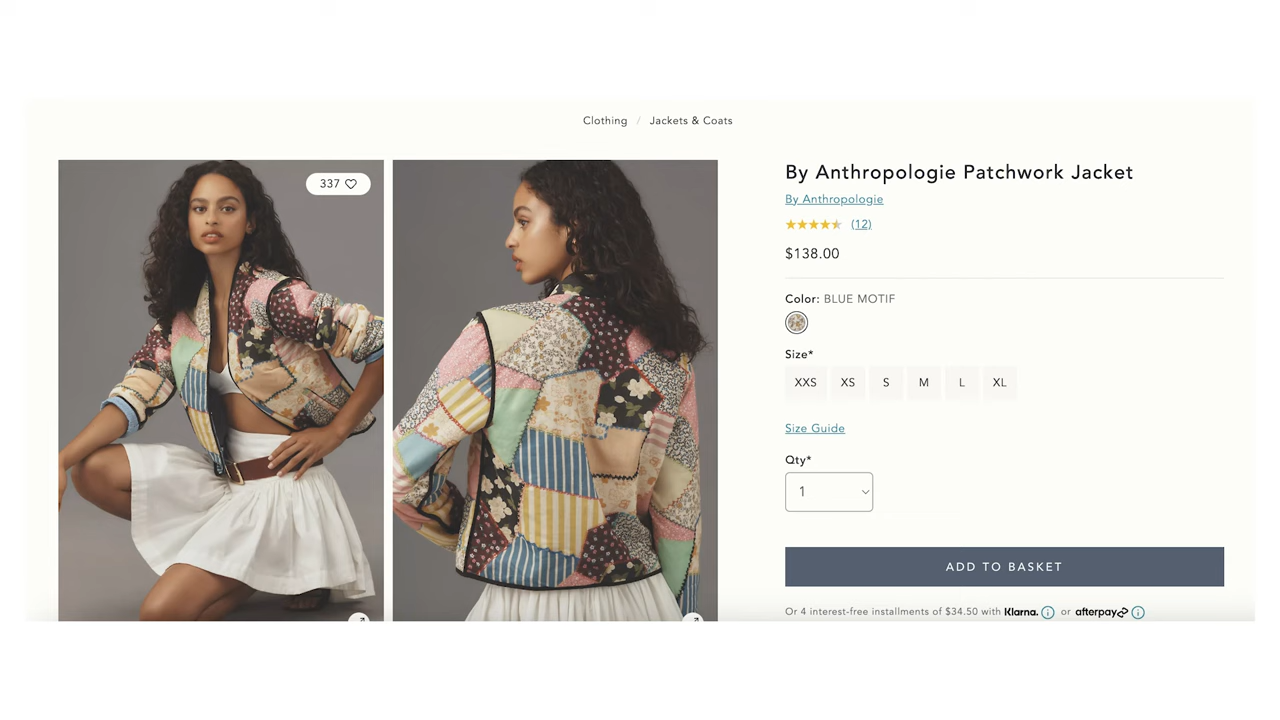 Clothing / Jackets & Coats
337
By Anthropologie Patchwork Jacket
By Anthropologie
(12)
$138.00
Color: BLUE MOTIF
Size*
XXS XS S M L XL
Size Guide
Qty*
1
ADD TO BASKET
Or 4 interest-free installments of $34.50 with Klarna. i or afterpay i